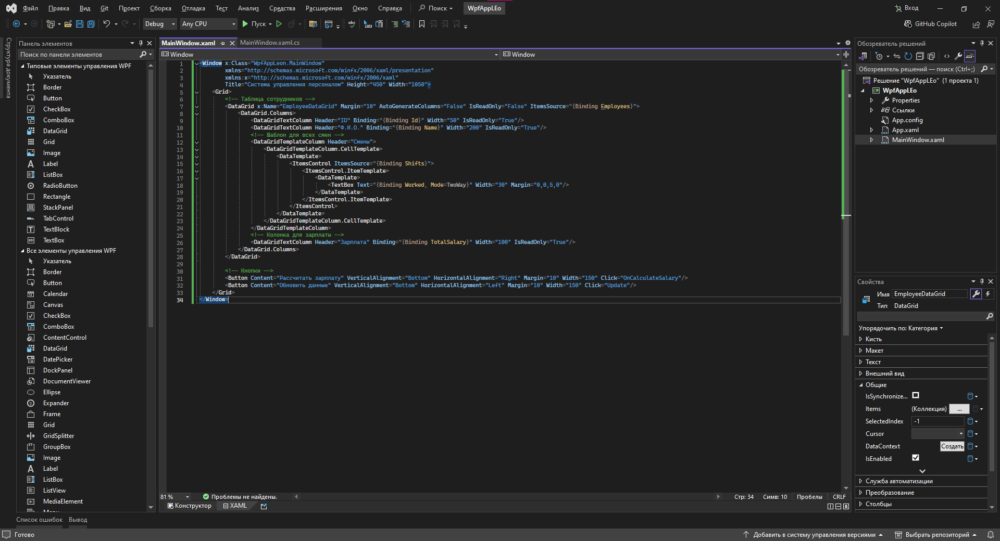 Файл Правка Вид Git Проект Сборка Отладка Тест Анализ Средства Расширения Окно Справка Поиск WpfAppLEo Вход
Debug Any CPU Пуск GitHub Copilot
Структура документа
Панель элементов
Поиск по панели элементов
Типовые элементы управления WPF
Указатель
Border
Button
CheckBox
ComboBox
DataGrid
Grid
Image
Label
ListBox
RadioButton
Rectangle
StackPanel
TabControl
TextBlock
TextBox
Все элементы управления WPF
Указатель
Border
Button
Calendar
Canvas
CheckBox
ComboBox
ContentControl
DataGrid
DatePicker
DockPanel
DocumentViewer
Ellipse
Expander
Frame
Grid
GridSplitter
GroupBox
Image
Label
ListBox
ListView
MediaElement
Menu
MainWindow.xaml MainWindow.xaml.cs
Window Window
1 <Window x:Class="WpfAppLeon.MainWindow"
2 xmlns="http://schemas.microsoft.com/winfx/2006/xaml/presentation"
3 xmlns:x="http://schemas.microsoft.com/winfx/2006/xaml"
4 Title="Система управления персоналом" Height="450" Width="1050">
5 <Grid>
6 <!-- Таблица сотрудников -->
7 <DataGrid x:Name="EmployeeDataGrid" Margin="10" AutoGenerateColumns="False" IsReadOnly="False" ItemsSource="{Binding Employees}">
8 <DataGrid.Columns>
9 <DataGridTextColumn Header="ID" Binding="{Binding Id}" Width="50" IsReadOnly="True"/>
10 <DataGridTextColumn Header="Ф.И.О." Binding="{Binding Name}" Width="200" IsReadOnly="True"/>
11 <!-- Шаблон для всех смен -->
12 <DataGridTemplateColumn Header="Смены">
13 <DataGridTemplateColumn.CellTemplate>
14 <DataTemplate>
15 <ItemsControl ItemsSource="{Binding Shifts}">
16 <ItemsControl.ItemTemplate>
17 <DataTemplate>
18 <TextBox Text="{Binding Worked, Mode=TwoWay}" Width="30" Margin="0,0,5,0"/>
19 </DataTemplate>
20 </ItemsControl.ItemTemplate>
21 </ItemsControl>
22 </DataTemplate>
23 </DataGridTemplateColumn.CellTemplate>
24 </DataGridTemplateColumn>
25 <!-- Колонка для зарплаты -->
26 <DataGridTextColumn Header="Зарплата" Binding="{Binding TotalSalary}" Width="100" IsReadOnly="True"/>
27 </DataGrid.Columns>
28 </DataGrid>
29
30 <!-- Кнопки -->
31 <Button Content="Рассчитать зарплату" VerticalAlignment="Bottom" HorizontalAlignment="Right" Margin="10" Width="150" Click="OnCalculateSalary"/>
32 <Button Content="Обновить данные" VerticalAlignment="Bottom" HorizontalAlignment="Left" Margin="10" Width="150" Click="Update"/>
33 </Grid>
34 </Window>
81 % Проблемы не найдены. Стр: 34 Симв: 10 Пробелы CRLF
Конструктор XAML
Обозреватель решений
Обозреватель решений — поиск (Ctrl+;)
Решение "WpfAppLEo" (1 проекта 1)
WpfAppLEo
Properties
Ссылки
App.config
App.xaml
MainWindow.xaml
Свойства
Имя EmployeeDataGrid
Тип DataGrid
Упорядочить по: Категория
Кисть
Макет
Текст
Внешний вид
Общие
IsSynchronize...
Items (Коллекция) ...
SelectedIndex -1
Cursor
DataContext Создать
IsEnabled
Служба автоматизации
Преобразование
Столбцы
Список ошибок Вывод
Готово Добавить в систему управления версиями Выбрать репозиторий